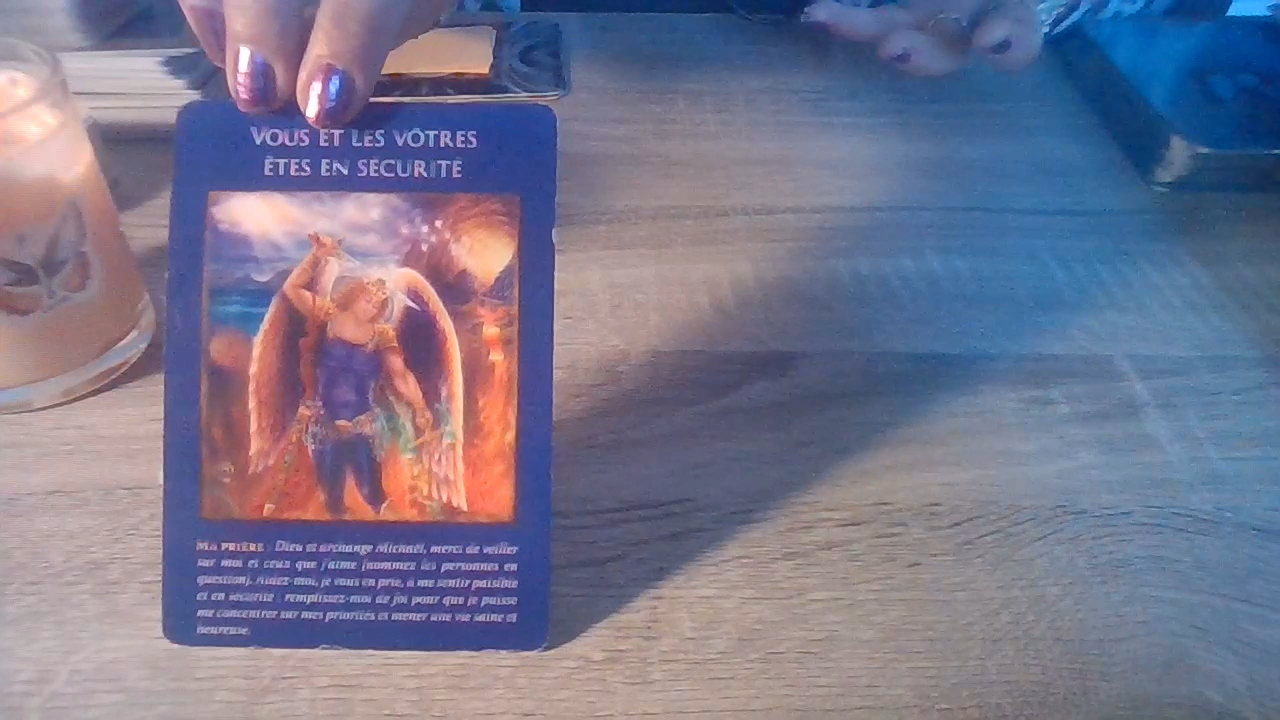 VOUS ET LES VÔTRES
ÊTES EN SÉCURITÉ
MA PRIÈRE : Dieu et archange Michaël, merci de veiller
sur moi et ceux que j'aime [nommez les personnes en
question]. Aidez-moi, je vous en prie, à me sentir paisible
et en sécurité ; remplissez-moi de foi pour que je puisse
me concentrer sur mes priorités et mener une vie saine et
heureuse.